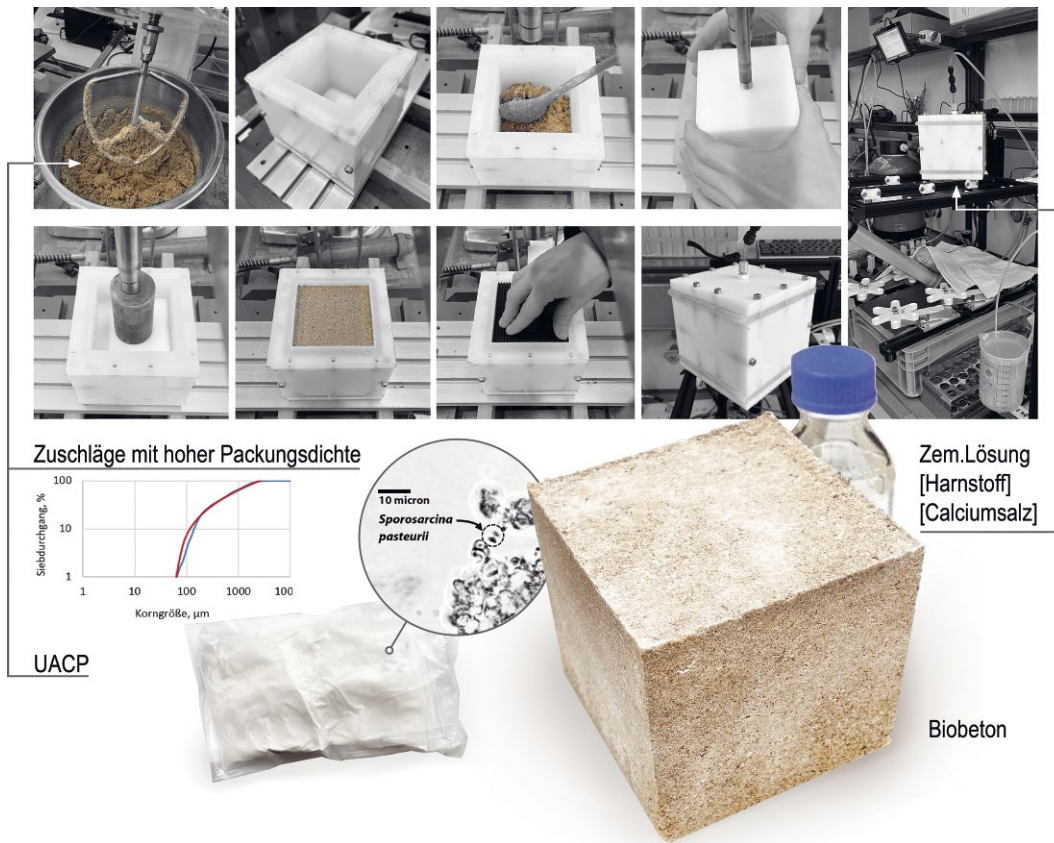 Zuschläge mit hoher Packungsdichte
Siebdurchgang, %
100
10
1
1
10
100
1000
100
Korngröße, µm
10 micron
Sporosarcina
pasteurii
UACP
Zem.Lösung
[Harnstoff]
[Calciumsalz]
Biobeton